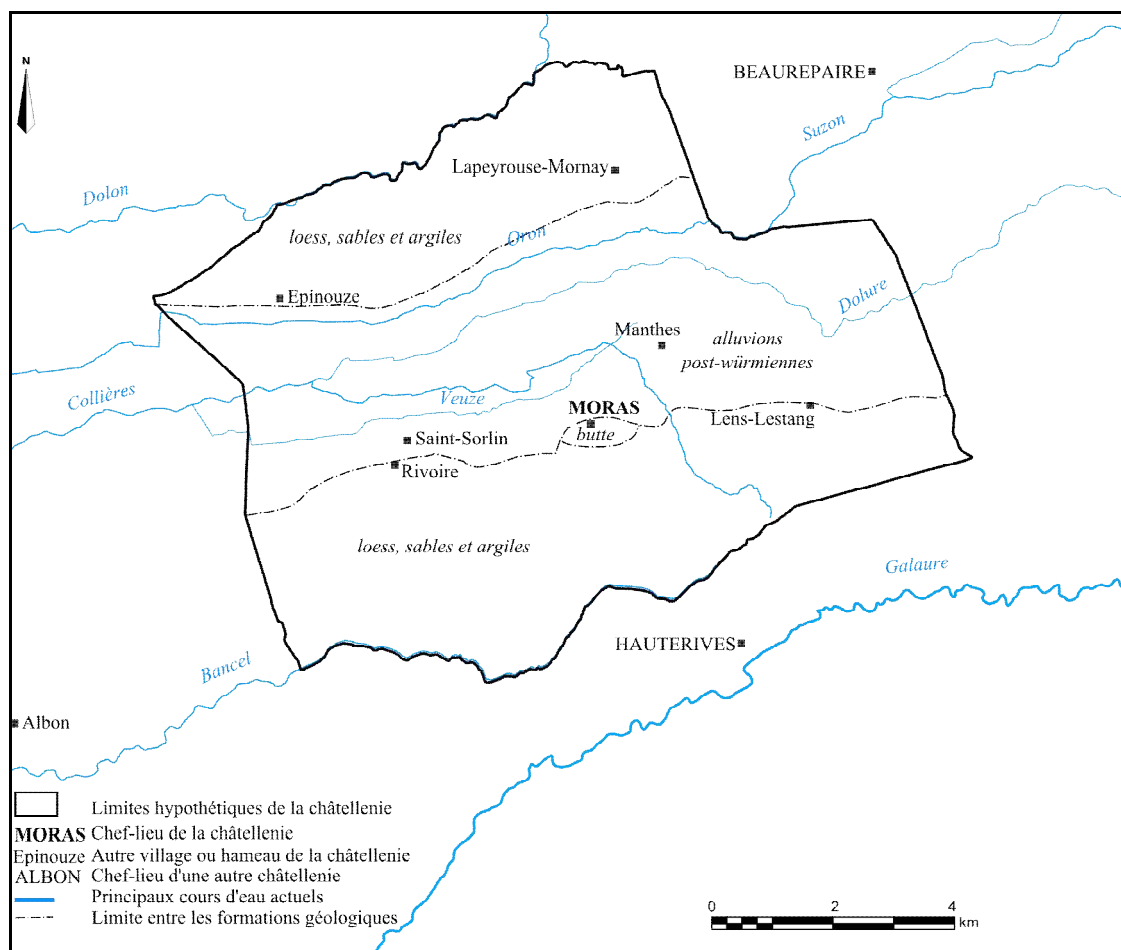 N
BEAUREPAIRE
Suzon
Lapeyrouse-Mornay
Dolon
loess, sables et argiles
Oron
Epinouze
Dolure
Manthes
alluvions
post-würmiennes
Collières
Veuze
MORAS
butte
Lens-Lestang
Saint-Sorlin
Rivoire
loess, sables et argiles
Galaure
HAUTERIVES
Bancel
Albon
Limites hypothétiques de la châtellenie
MORAS Chef-lieu de la châtellenie
Epinouze Autre village ou hameau de la châtellenie
ALBON Chef-lieu d'une autre châtellenie
Principaux cours d'eau actuels
Limite entre les formations géologiques
0 2 4
km